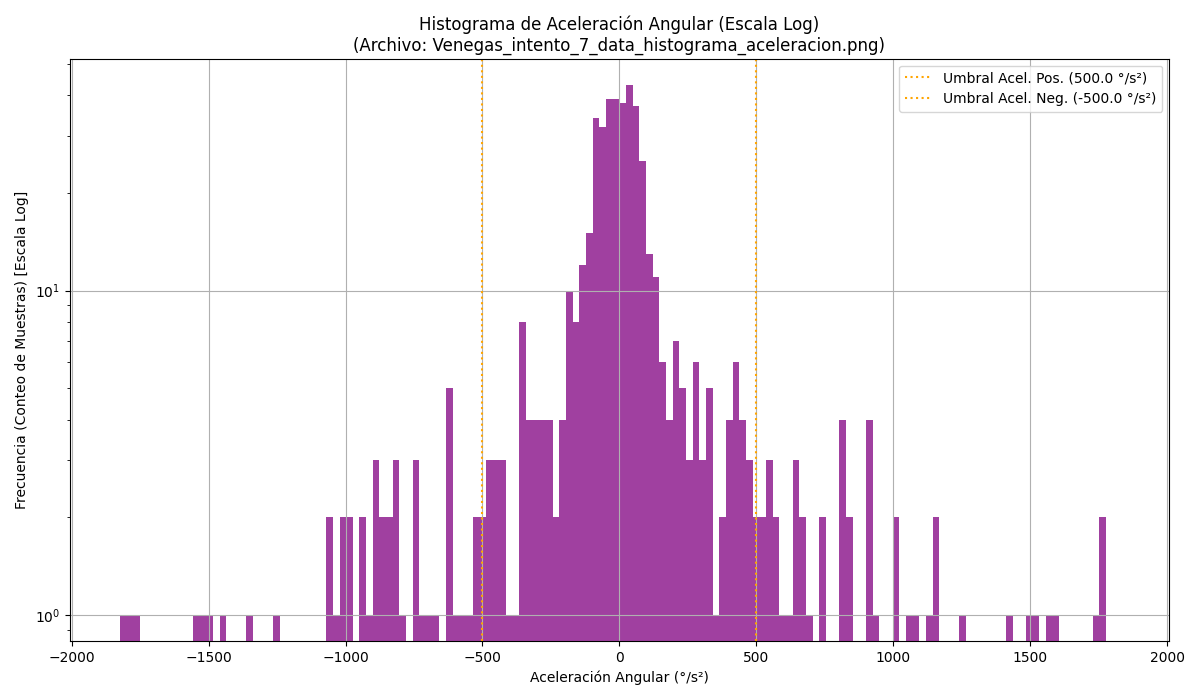 Histograma de Aceleración Angular (Escala Log)
(Archivo: Venegas_intento_7_data_histograma_aceleracion.png)
Umbral Acel. Pos. (500.0 °/s²)
Umbral Acel. Neg. (-500.0 °/s²)
Frecuencia (Conteo de Muestras) [Escala Log]
10¹
10⁰
−2000 −1500 −1000 −500 0 500 1000 1500 2000
Aceleración Angular (°/s²)